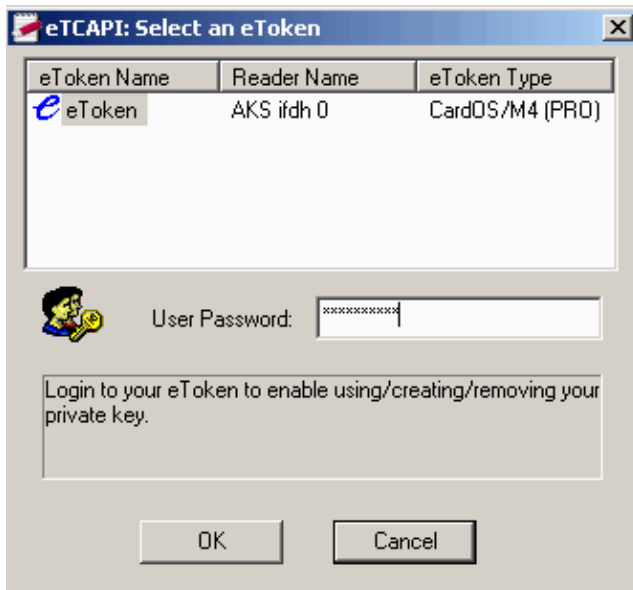 eTCAPI: Select an eToken
eToken Name Reader Name eToken Type
eToken AKS ifdh 0 CardOS/M4 (PRO)
User Password: **********
Login to your eToken to enable using/creating/removing your
private key.
OK Cancel